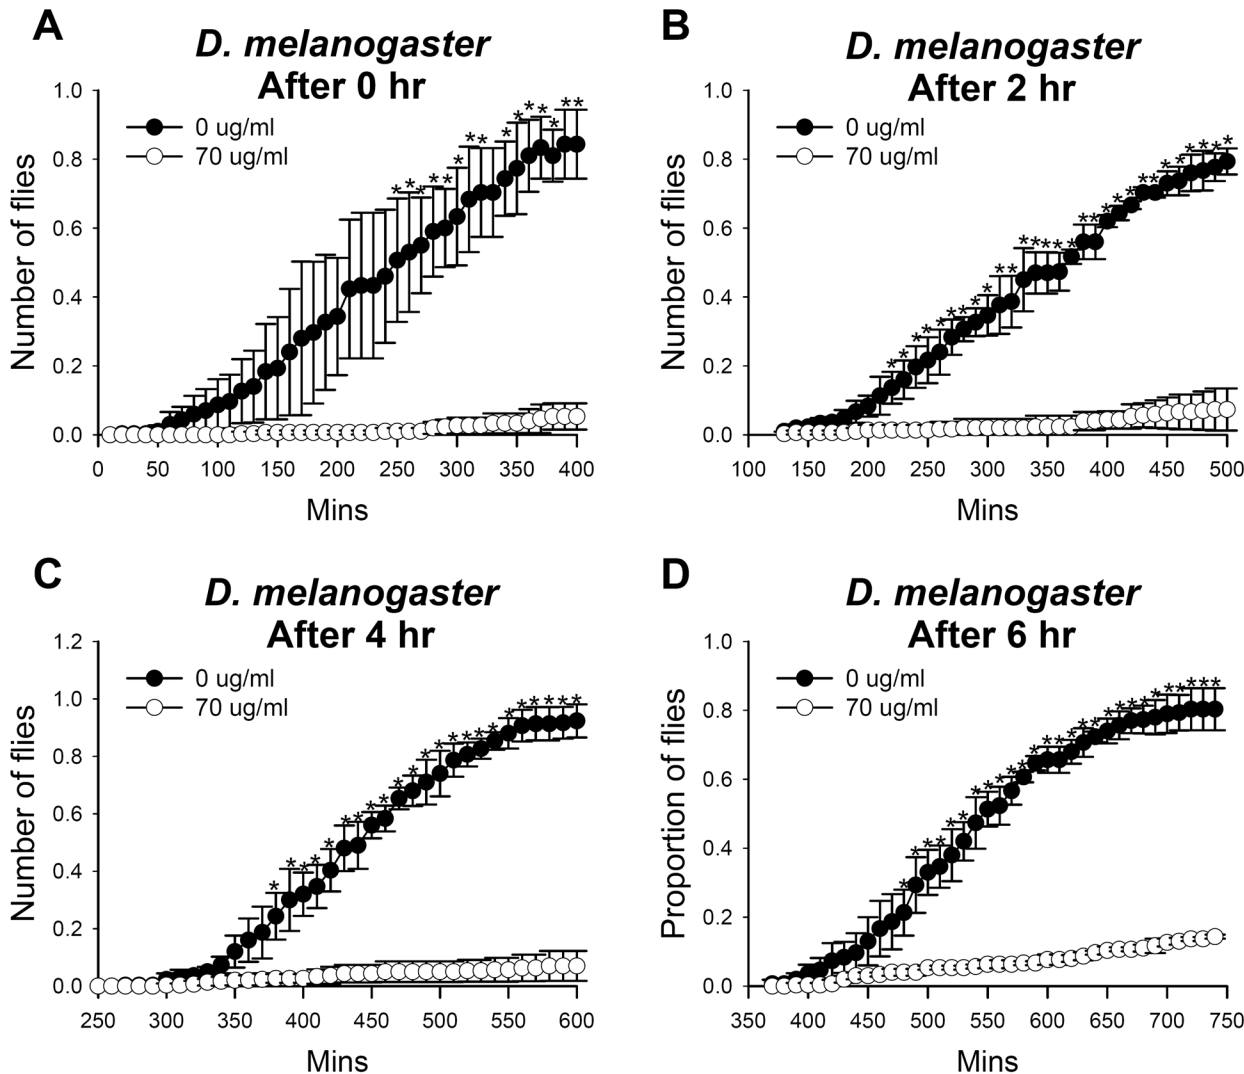 A
D. melanogaster
After 0 hr
0 ug/ml
70 ug/ml
Number of flies
1.0
0.8
0.6
0.4
0.2
0.0
0 50 100 150 200 250 300 350 400
Mins
B
D. melanogaster
After 2 hr
0 ug/ml
70 ug/ml
Number of flies
1.0
0.8
0.6
0.4
0.2
0.0
100 150 200 250 300 350 400 450 500
Mins
C
D. melanogaster
After 4 hr
0 ug/ml
70 ug/ml
Number of flies
1.2
1.0
0.8
0.6
0.4
0.2
0.0
250 300 350 400 450 500 550 600
Mins
D
D. melanogaster
After 6 hr
0 ug/ml
70 ug/ml
Proportion of flies
1.0
0.8
0.6
0.4
0.2
0.0
350 400 450 500 550 600 650 700 750
Mins